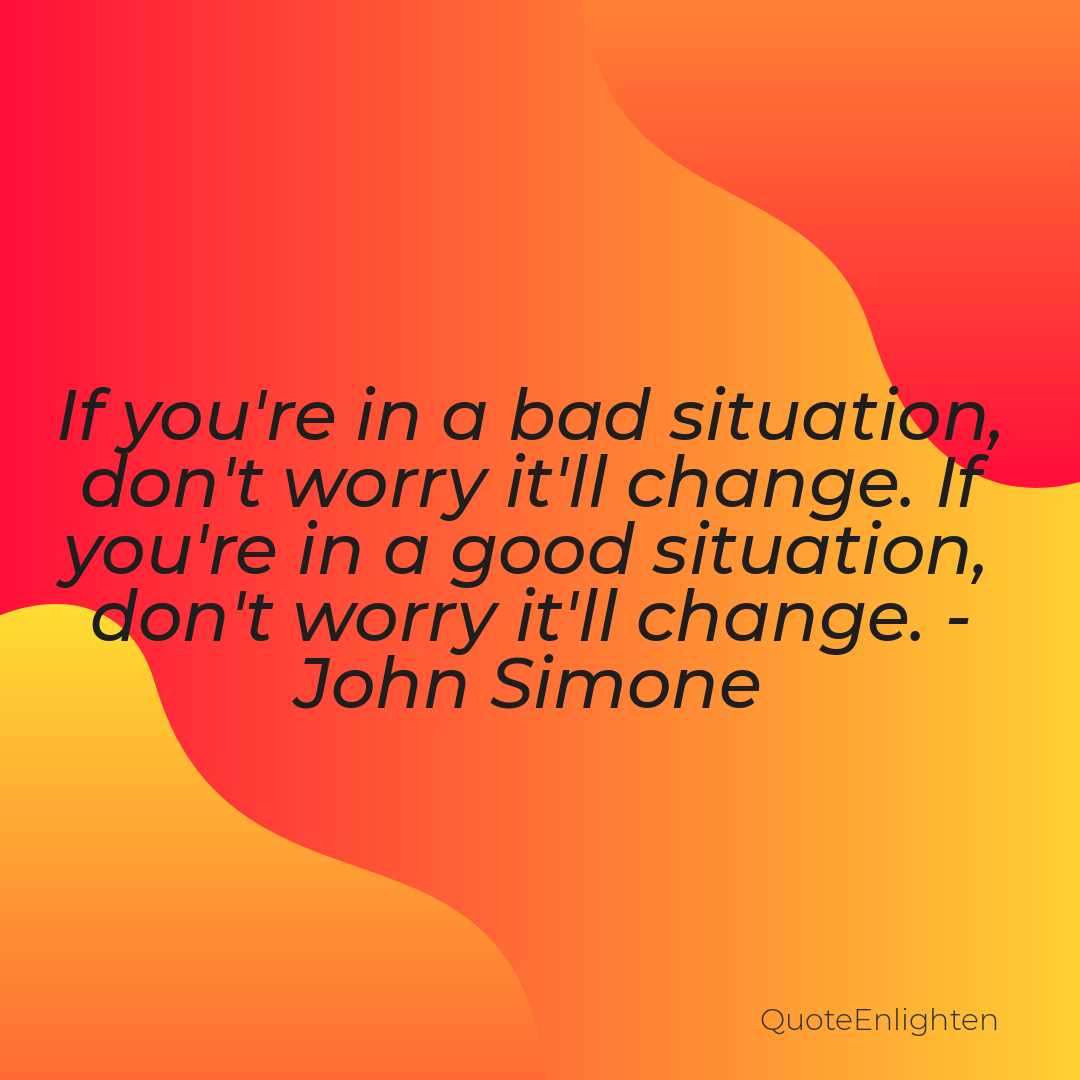 If you're in a bad situation,
don't worry it'll change. If
you're in a good situation,
don't worry it'll change. -
John Simone
QuoteEnlighten